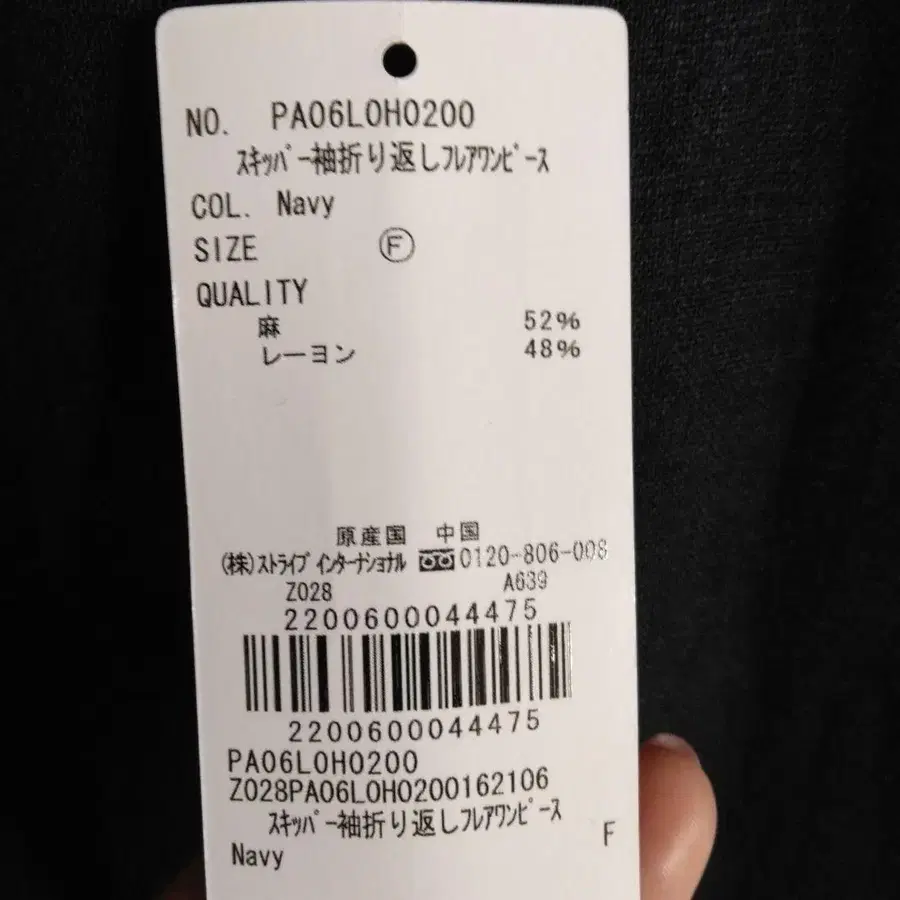 NO. PA06L0H0200
ｽｷｯﾊﾟｰ袖折り返しﾌﾚｱﾜﾝﾋﾟｰｽ
COL. Navy
SIZE Ⓕ
QUALITY
麻 52%
レーヨン 48%
原産国 中国
(株)ｽﾄﾗｲﾌﾟｲﾝﾀｰﾅｼｮﾅﾙ 0120-806-008
Z028 A639
2200600044475
2200600044475
PA06L0H0200
Z028PA06L0H0200162106
ｽｷｯﾊﾟｰ袖折り返しﾌﾚｱﾜﾝﾋﾟｰｽ
Navy F